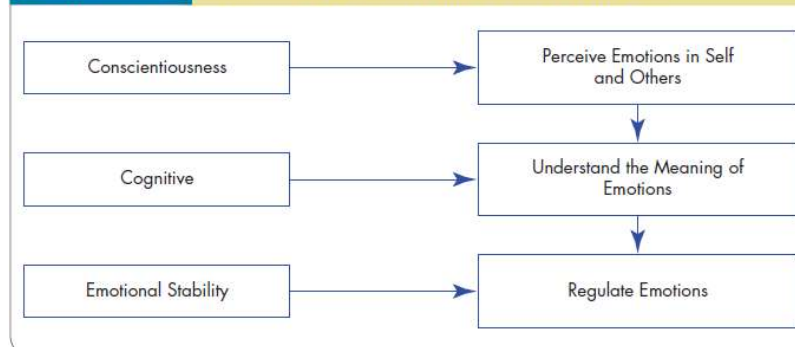 Conscientiousness
Perceive Emotions in Self
and Others
Cognitive
Understand the Meaning of
Emotions
Emotional Stability
Regulate Emotions